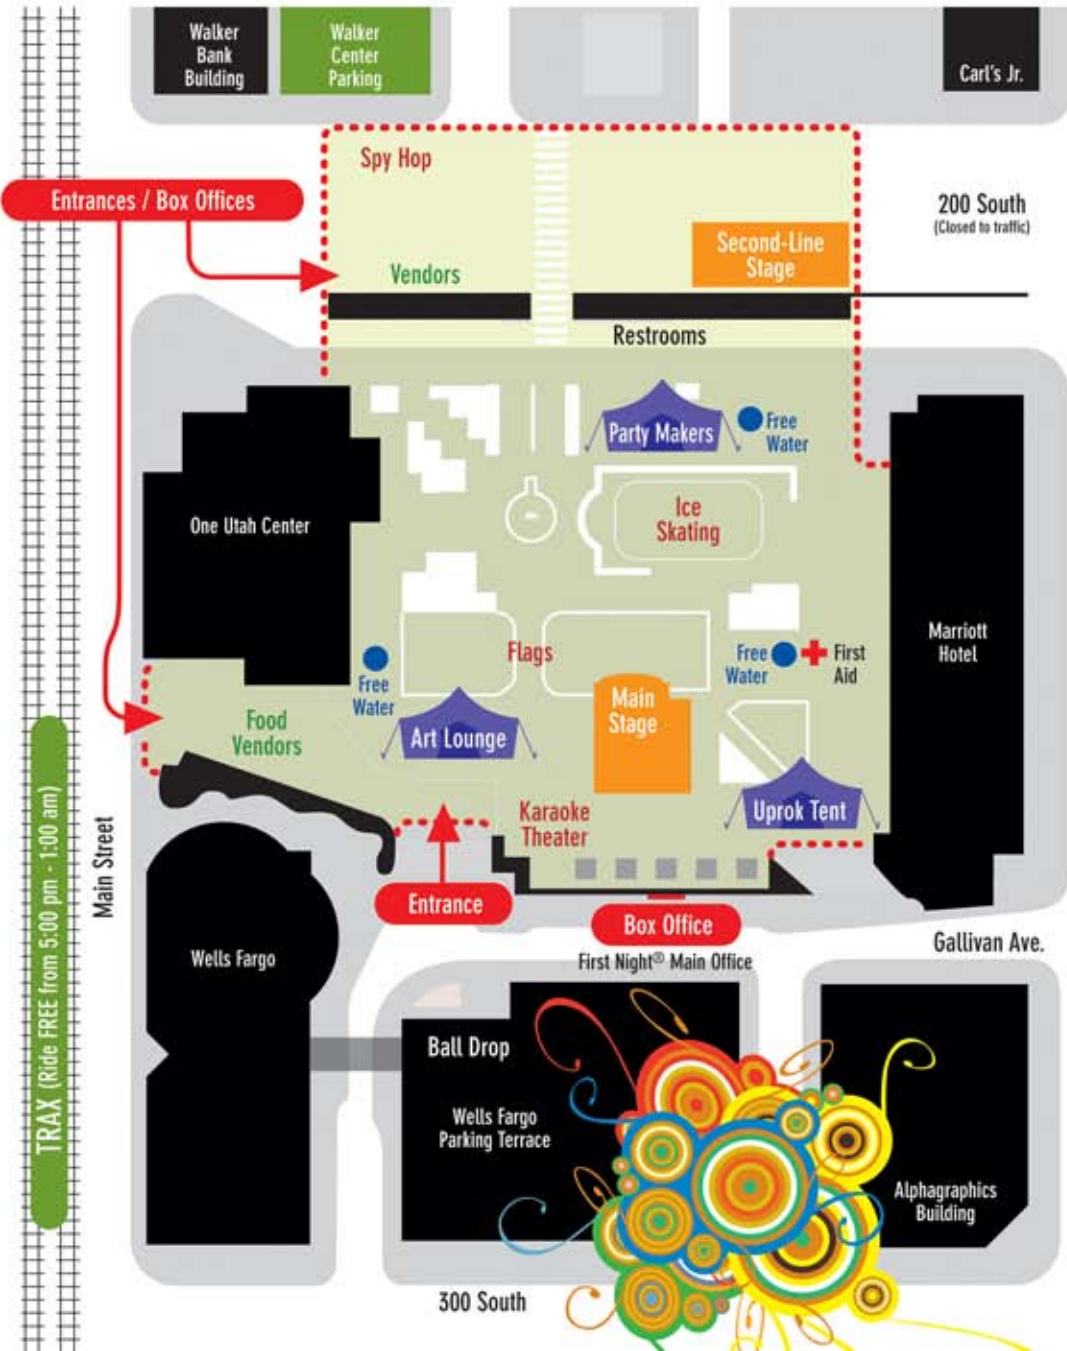 Walker
Bank
Building
Walker
Center
Parking
Carl's Jr.
Spy Hop
Entrances / Box Offices
200 South
(Closed to traffic)
Second-Line
Stage
Vendors
Restrooms
Party Makers
Free
Water
One Utah Center
Ice
Skating
Marriott
Hotel
Flags
Free
Water
First
Aid
Free
Water
Main
Stage
Food
Vendors
Art Lounge
Uprok Tent
Karaoke
Theater
TRAX (Ride FREE from 5:00 pm - 1:00 am)
Main Street
Entrance
Box Office
First Night® Main Office
Gallivan Ave.
Wells Fargo
Ball Drop
Wells Fargo
Parking Terrace
Alphagraphics
Building
300 South